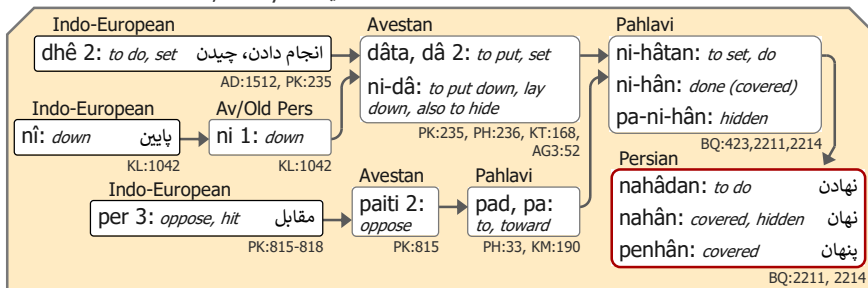 Indo-European
dhê 2: to do, set انجام دادن، چیدن
AD:1512, PK:235
Avestan
dâta, dâ 2: to put, set
ni-dâ: to put down, lay
down, also to hide
PK:235, PH:236, KT:168,
AG3:52
Pahlavi
ni-hâtan: to set, do
ni-hân: done (covered)
pa-ni-hân: hidden
BQ:423,2211,2214
Indo-European
nî: down پایین
KL:1042
Av/Old Pers
ni 1: down
KL:1042
Indo-European
per 3: oppose, hit مقابل
PK:815-818
Avestan
paiti 2:
oppose
PK:815
Pahlavi
pad, pa:
to, toward
PH:33, KM:190
Persian
nahâdan: to do نهادن
nahân: covered, hidden نهان
penhân: covered پنهان
BQ:2211, 2214